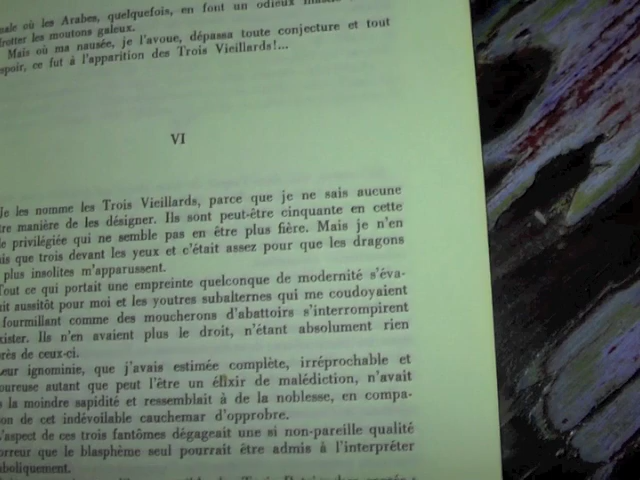 sale où les Arabes, quelquefois, en font un odieux
frotter les moutons galeux.
Mais où ma nausée, je l'avoue, dépassa toute conjecture et tout
espoir, ce fut à l'apparition des Trois Vieillards!...
VI
Je les nomme les Trois Vieillards, parce que je ne sais aucune
tre manière de les désigner. Ils sont peut-être cinquante en cette
e privilégiée qui ne semble pas en être plus fière. Mais je n'en
ais que trois devant les yeux et c'était assez pour que les dragons
plus insolites m'apparussent.
Tout ce qui portait une empreinte quelconque de modernité s'éva-
uit aussitôt pour moi et les youtres subalternes qui me coudoyaient
fourmillant comme des moucherons d'abattoirs s'interrompirent
xister. Ils n'en avaient plus le droit, n'étant absolument rien
près de ceux-ci.
Leur ignominie, que j'avais estimée complète, irréprochable et
oureuse autant que peut l'être un élixir de malédiction, n'avait
la moindre sapidité et ressemblait à de la noblesse, en compa-
on de cet indévoilable cauchemar d'opprobre.
L'aspect de ces trois fantômes dégageait une si non-pareille qualité
orreur que le blasphème seul pourrait être admis à l'interpréter
mboliquement.